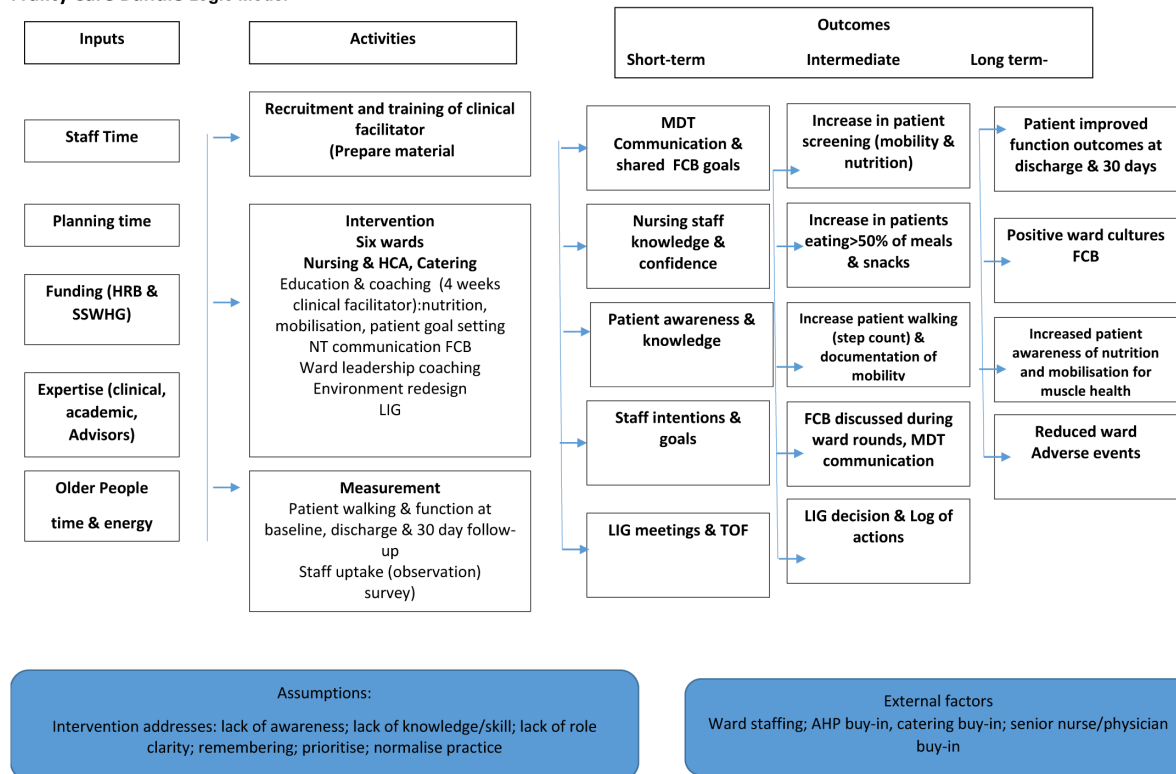 Inputs
Activities
Outcomes
Short-term Intermediate Long term-
Staff Time
Planning time
Funding (HRB &
SSWHG)
Expertise (clinical,
academic,
Advisors)
Older People
time & energy
Recruitment and training of clinical
facilitator
(Prepare material
Intervention
Six wards
Nursing & HCA, Catering
Education & coaching (4 weeks
clinical facilitator):nutrition,
mobilisation, patient goal setting
NT communication FCB
Ward leadership coaching
Environment redesign
LIG
Measurement
Patient walking & function at
baseline, discharge & 30 day follow-
up
Staff uptake (observation)
survey)
MDT
Communication &
shared FCB goals
Nursing staff
knowledge &
confidence
Patient awareness &
knowledge
Staff intentions &
goals
LIG meetings & TOF
Increase in patient
screening (mobility &
nutrition)
Increase in patients
eating>50% of meals
& snacks
Increase patient walking
(step count) &
documentation of
mobility
FCB discussed during
ward rounds, MDT
communication
LIG decision & Log of
actions
Patient improved
function outcomes at
discharge & 30 days
Positive ward cultures
FCB
Increased patient
awareness of nutrition
and mobilisation for
muscle health
Reduced ward
Adverse events
Assumptions:
Intervention addresses: lack of awareness; lack of knowledge/skill; lack of role
clarity; remembering; prioritise; normalise practice
External factors
Ward staffing; AHP buy-in, catering buy-in; senior nurse/physician
buy-in